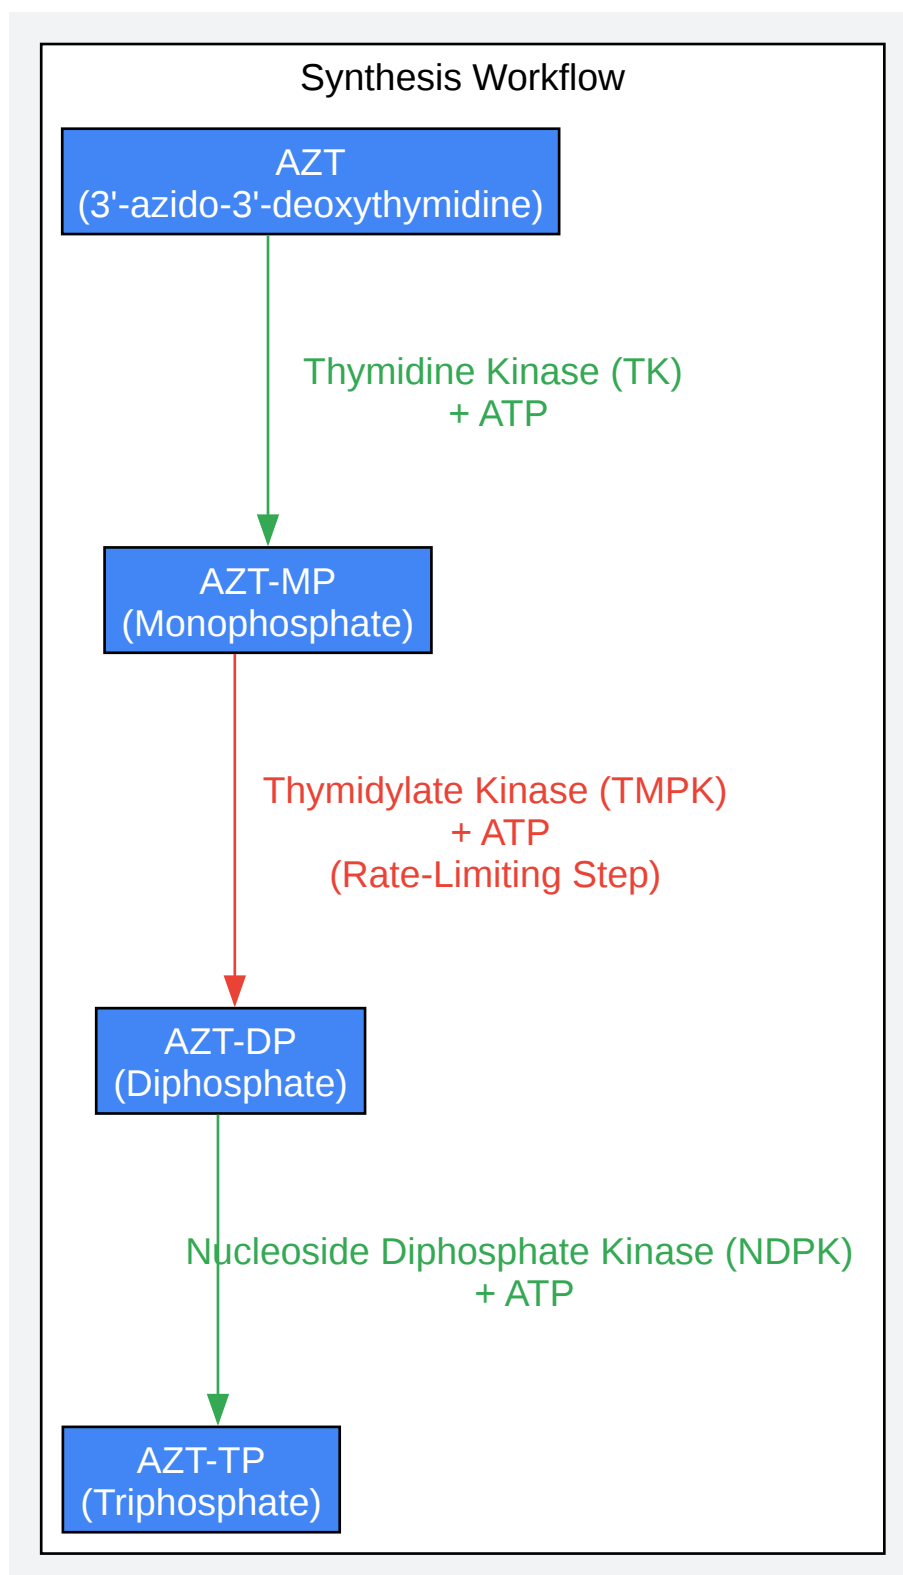 Synthesis Workflow
AZT
(3'-azido-3'-deoxythymidine)
Thymidine Kinase (TK)
+ ATP
AZT-MP
(Monophosphate)
Thymidylate Kinase (TMPK)
+ ATP
(Rate-Limiting Step)
AZT-DP
(Diphosphate)
Nucleoside Diphosphate Kinase (NDPK)
+ ATP
AZT-TP
(Triphosphate)